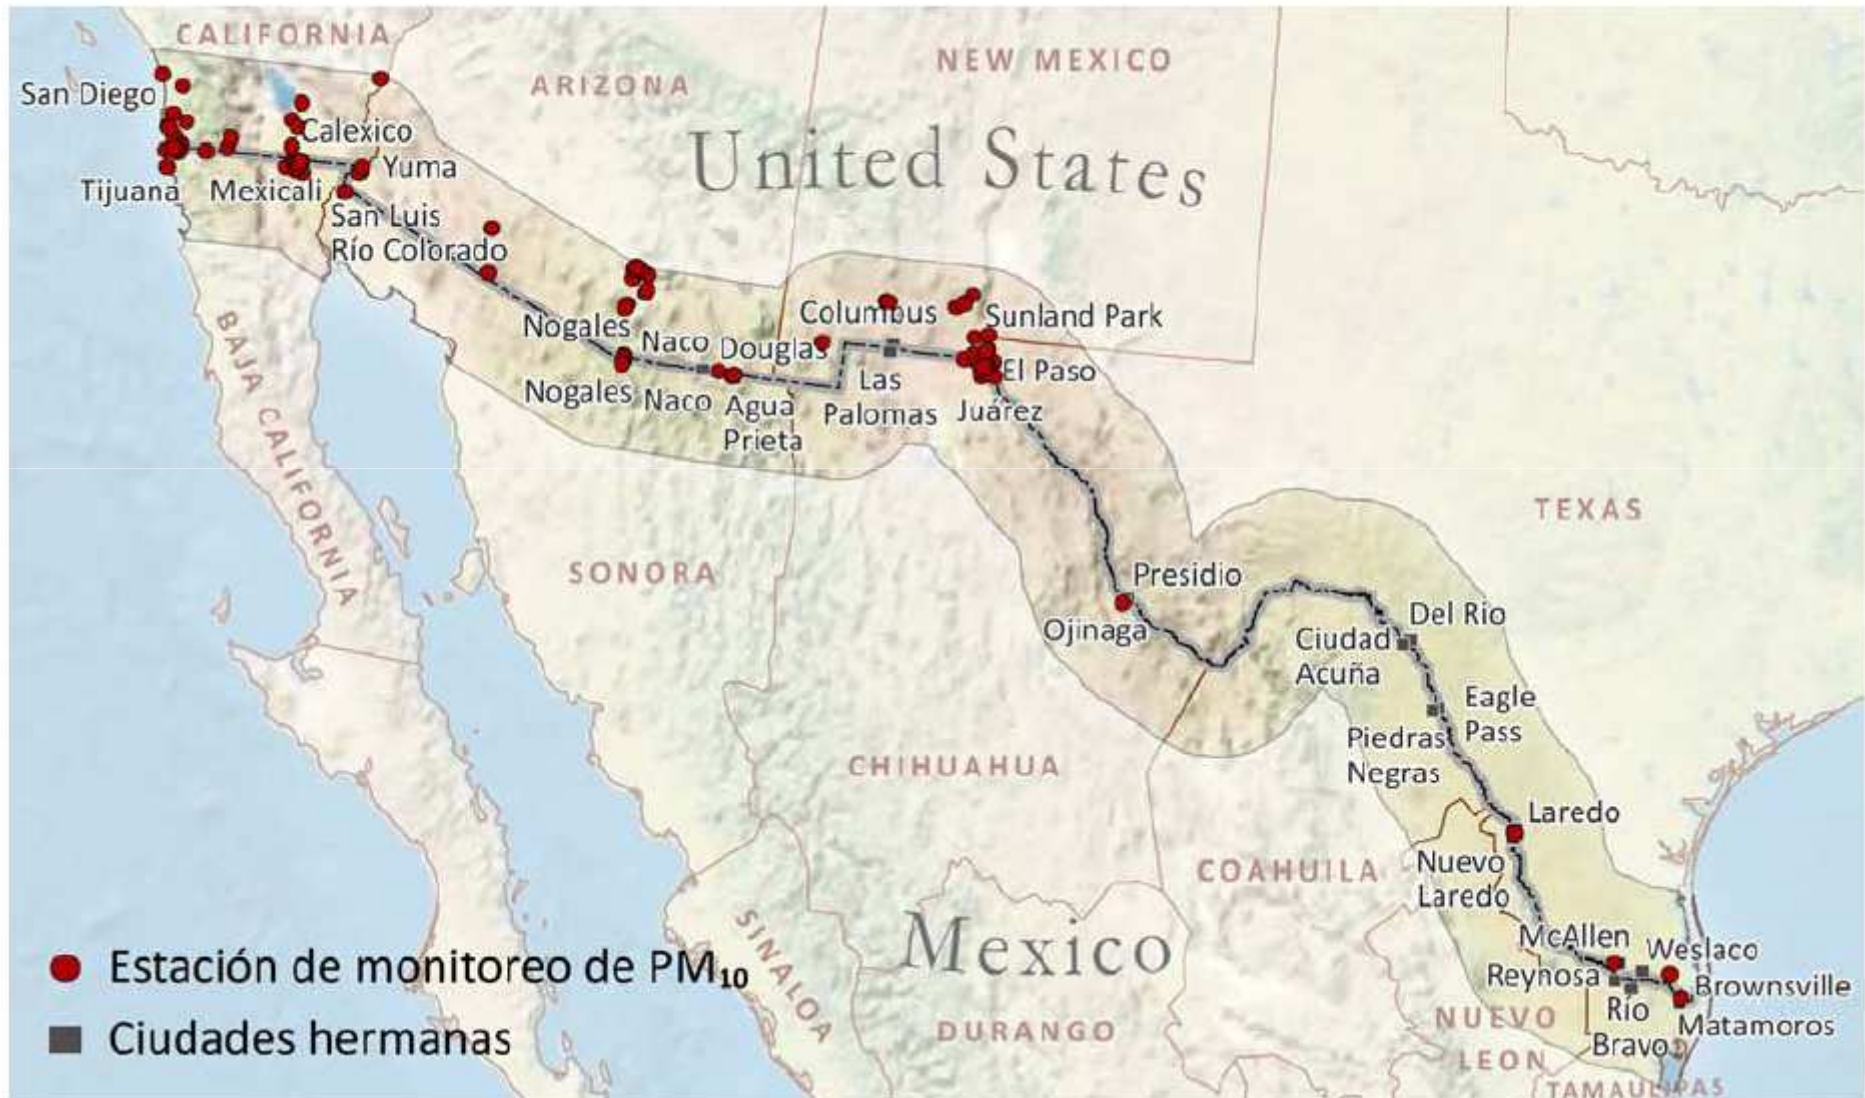 CALIFORNIA
NEW MEXICO
ARIZONA
San Diego
Calexico
United States
Yuma
Tijuana
Mexicali
San Luis
Río Colorado
Columbus
Sunland Park
Nogales
Naco
Douglas
El Paso
Nogales
Naco
Agua
Prieta
Las
Palomas
Juárez
BAJA CALIFORNIA
TEXAS
SONORA
Presidio
Ojinaga
Del Rio
Ciudad
Acuña
Eagle
Pass
Piedras
Negras
CHIHUAHUA
Laredo
COAHUILA
Nuevo
Laredo
Mexico
SINALOA
McAllen
Weslaco
Reynosa
Brownsville
Río
Bravo
Matamoros
NUEVO
LEON
DURANGO
TAMAULIPAS
Estación de monitoreo de PM₁₀
Ciudades hermanas